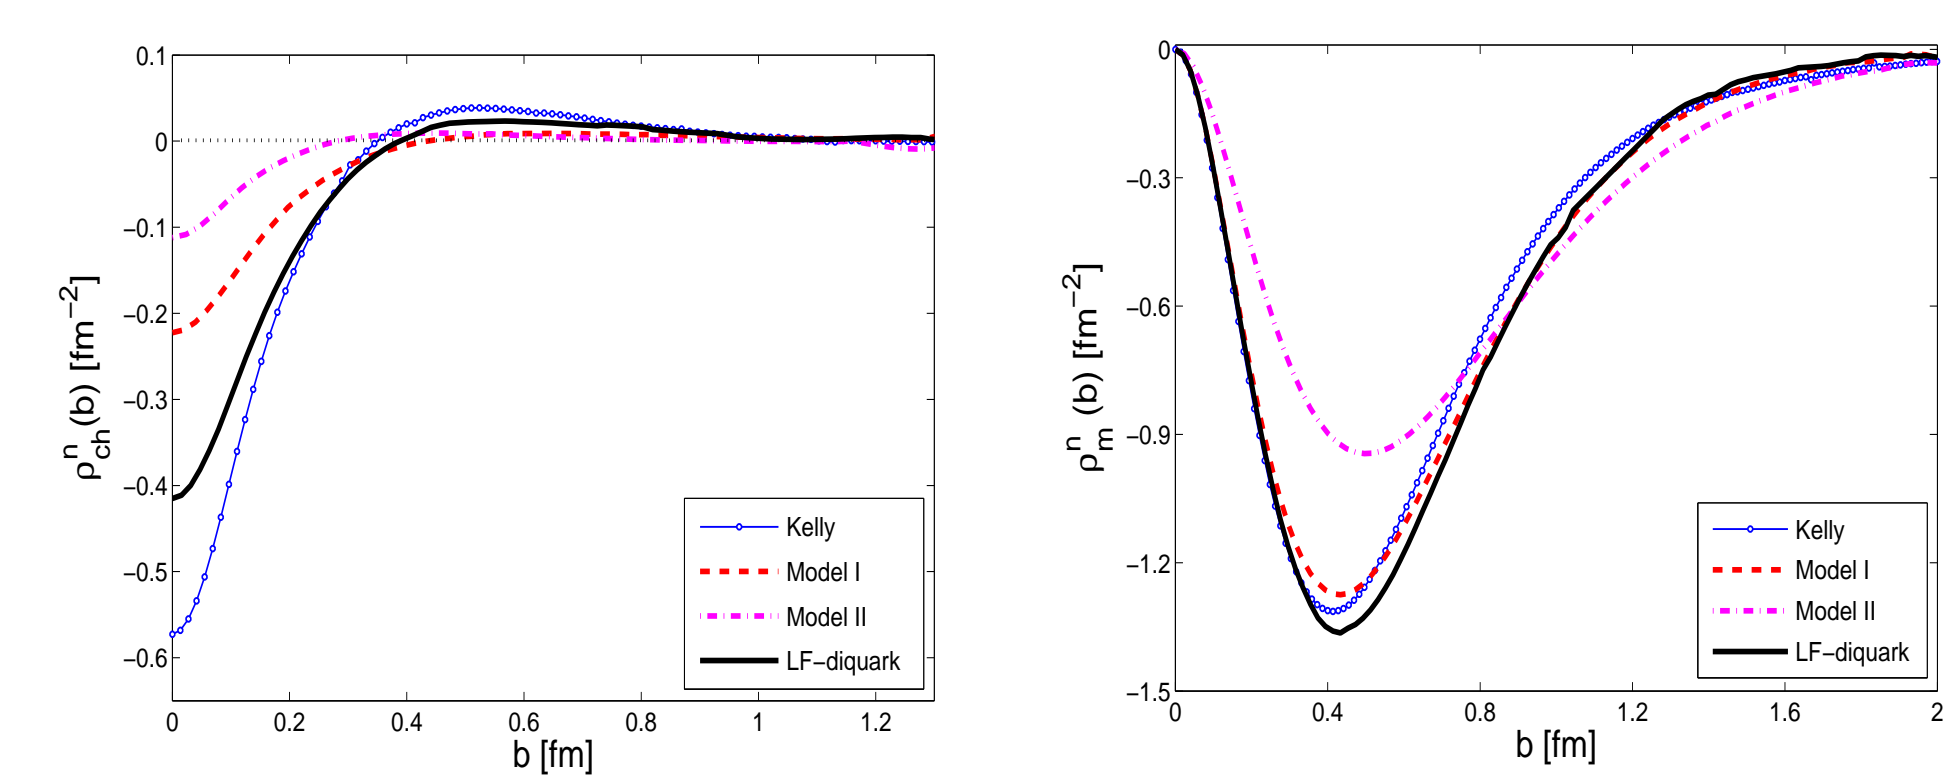 0.1
0
−0.1
−0.2
−0.3
−0.4
−0.5
−0.6
ρⁿ_ch(b) [fm⁻²]
0 0.2 0.4 0.6 0.8 1 1.2
b [fm]
Kelly
Model I
Model II
LF−diquark
0
−0.3
−0.6
−0.9
−1.2
−1.5
ρⁿ_m (b) [fm⁻²]
0 0.4 0.8 1.2 1.6 2
b [fm]
Kelly
Model I
Model II
LF−diquark